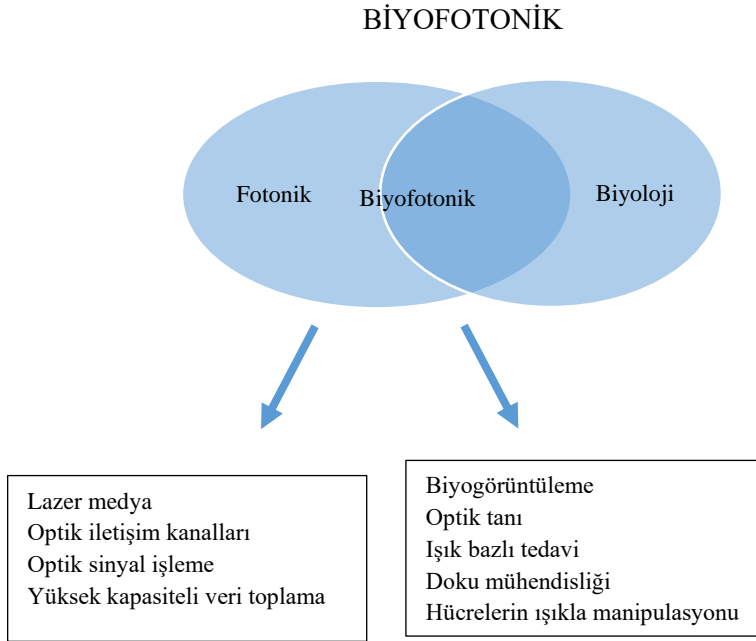 BİYOFOTONİK
Fotonik
Biyofotonik
Biyoloji
Lazer medya
Optik iletişim kanalları
Optik sinyal işleme
Yüksek kapasiteli veri toplama
Biyogörüntüleme
Optik tanı
Işık bazlı tedavi
Doku mühendisliği
Hücrelerin ışıkla manipulasyonu